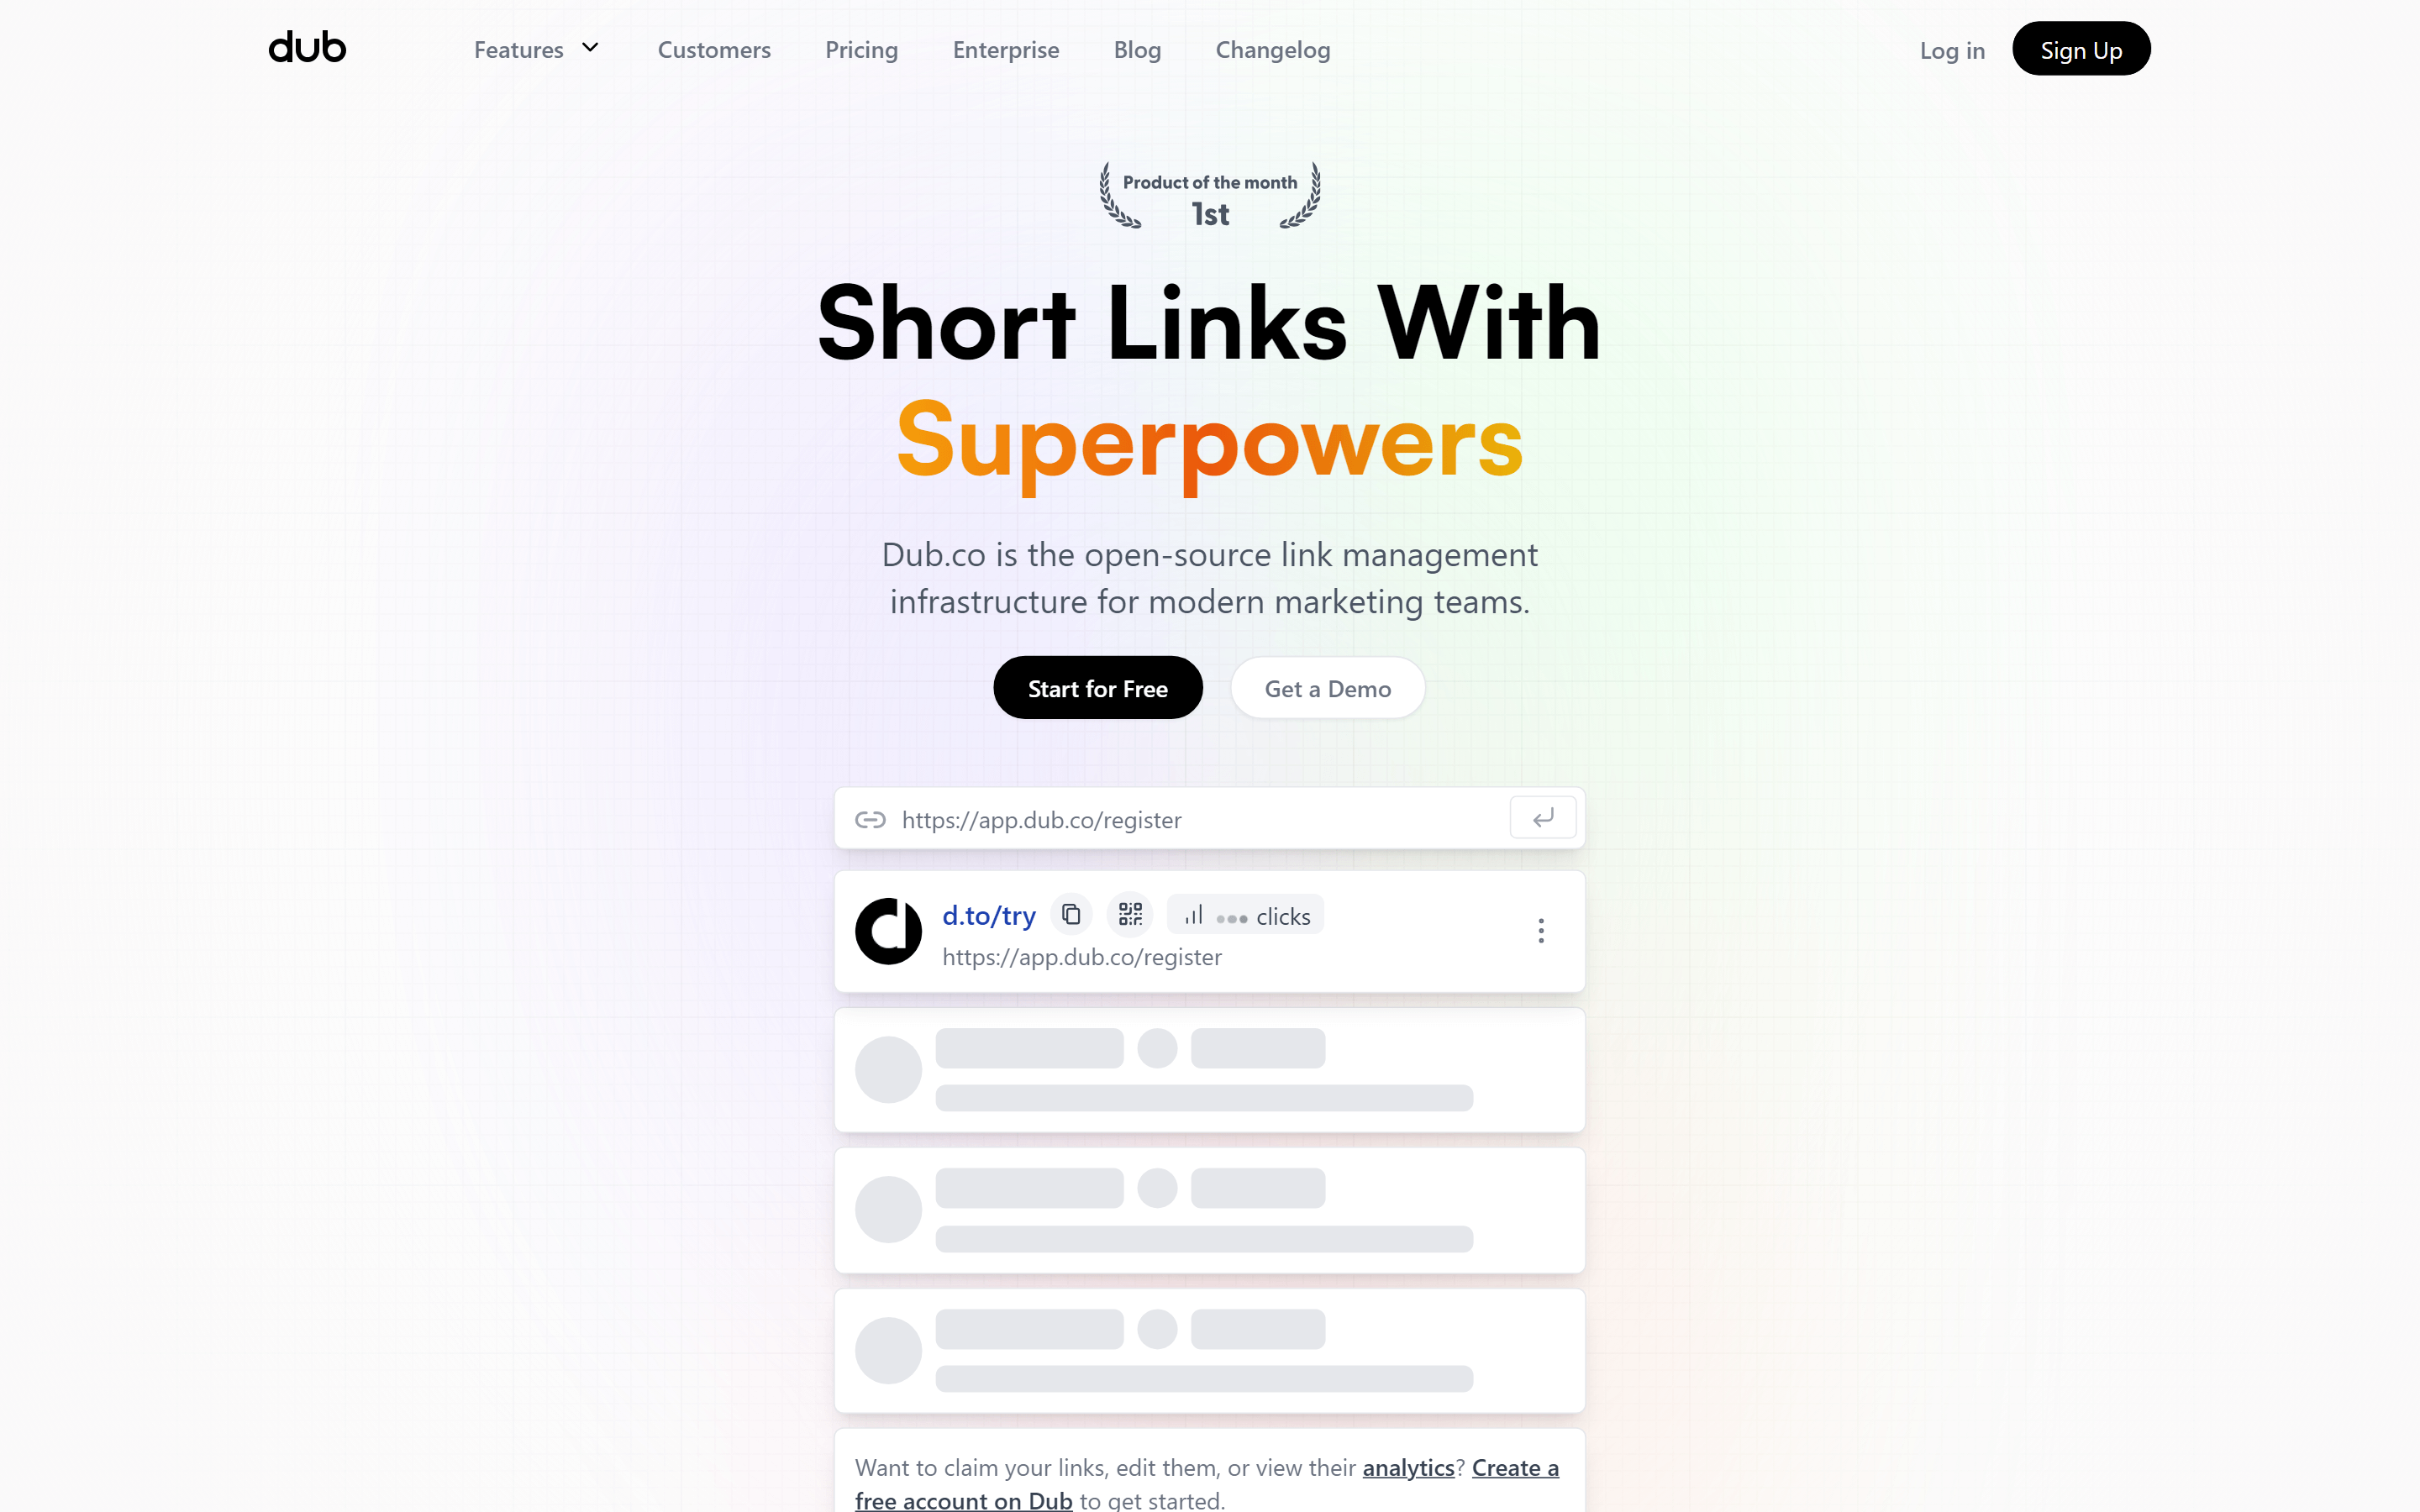 dub
Features
Customers
Pricing
Enterprise
Blog
Changelog
Log in
Sign Up
Product of the month
1st
Short Links With
Superpowers
Dub.co is the open-source link management
infrastructure for modern marketing teams.
Start for Free
Get a Demo
https://app.dub.co/register
d.to/try
clicks
https://app.dub.co/register
Want to claim your links, edit them, or view their analytics? Create a
free account on Dub to get started.